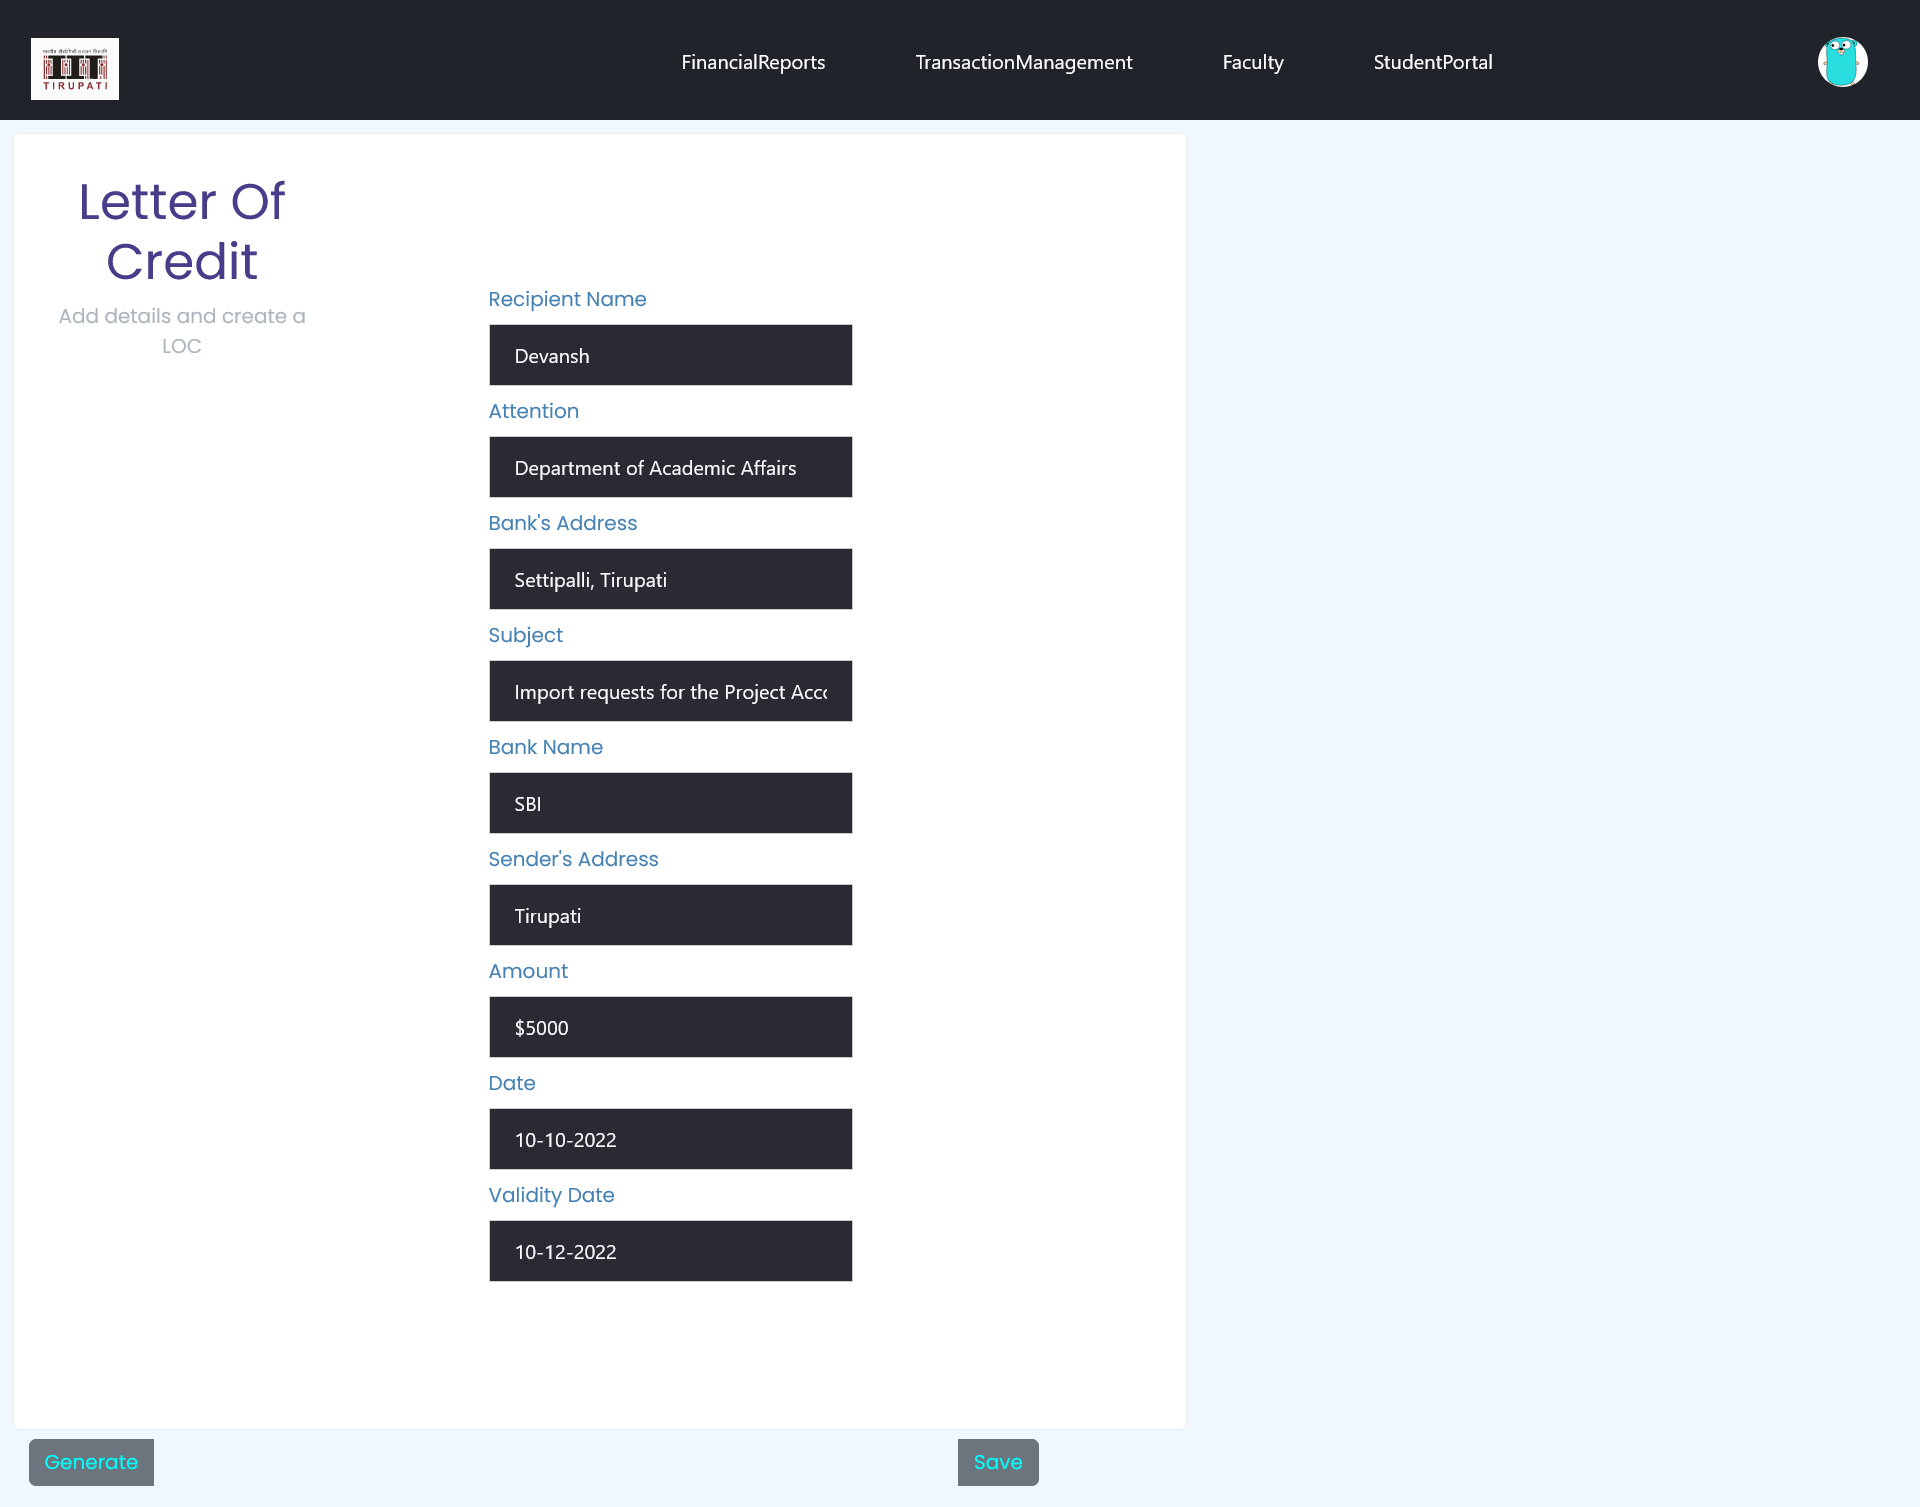 TIRUPATI
FinancialReports
TransactionManagement
Faculty
StudentPortal
Letter Of
Credit
Add details and create a
LOC
Recipient Name
Devansh
Attention
Department of Academic Affairs
Bank's Address
Settipalli, Tirupati
Subject
Import requests for the Project Acco
Bank Name
SBI
Sender's Address
Tirupati
Amount
$5000
Date
10-10-2022
Validity Date
10-12-2022
Generate
Save